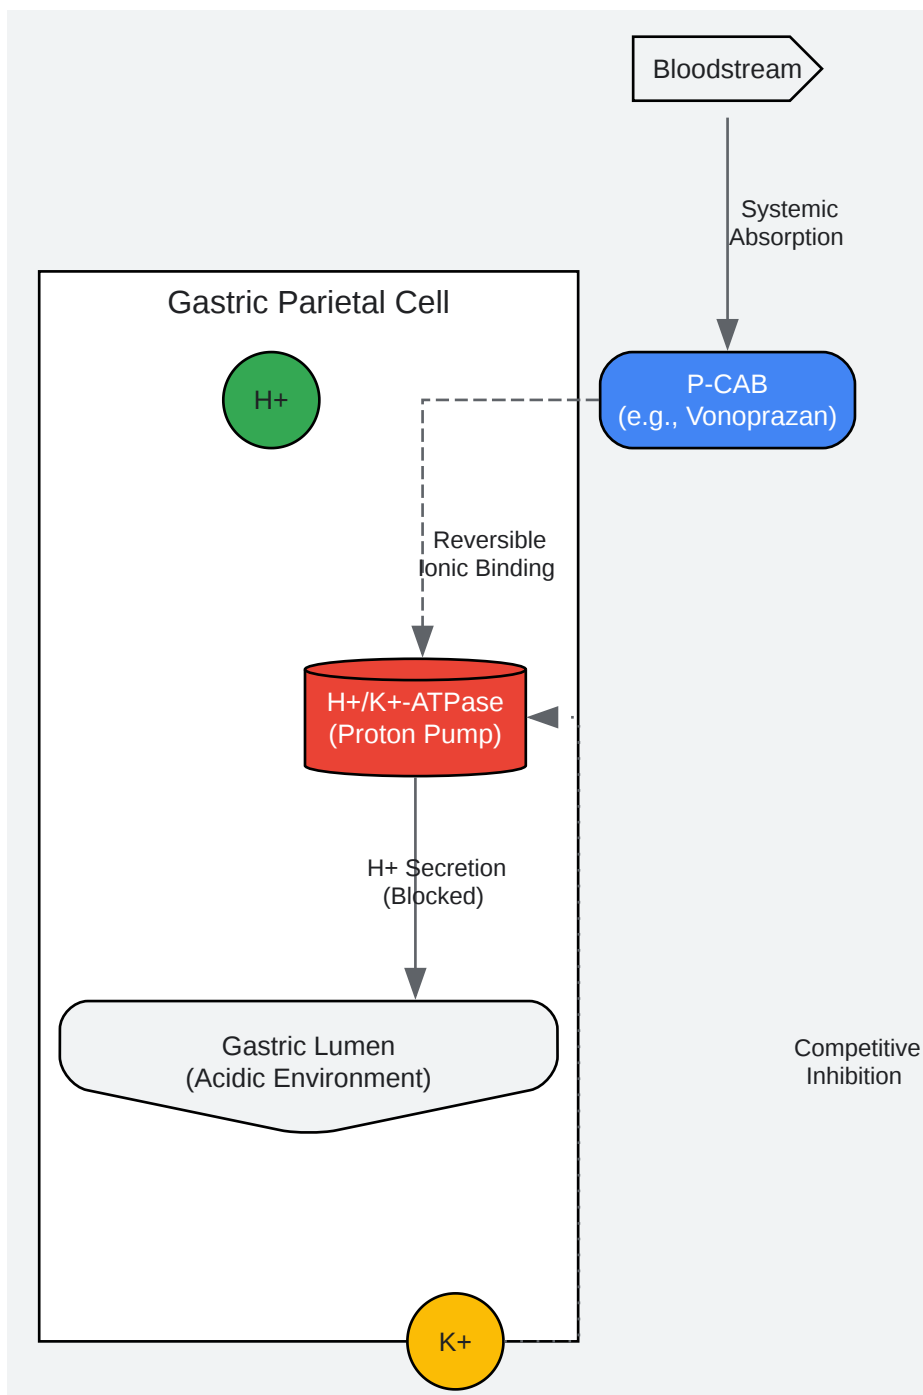 Bloodstream
Systemic
Absorption
Gastric Parietal Cell
H+
P-CAB
(e.g., Vonoprazan)
Reversible
Ionic Binding
H+/K+-ATPase
(Proton Pump)
H+ Secretion
(Blocked)
Gastric Lumen
(Acidic Environment)
Competitive
Inhibition
K+